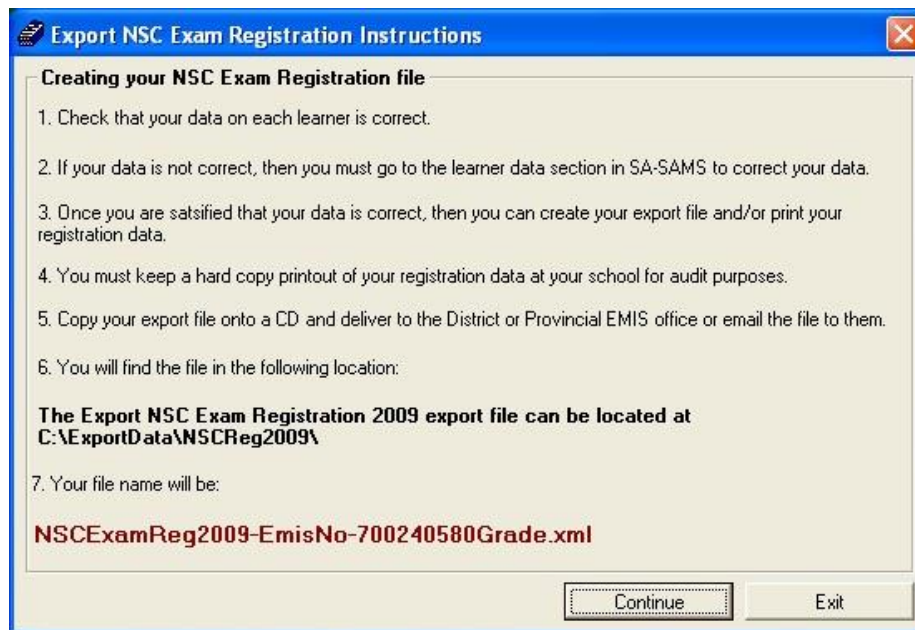 Export NSC Exam Registration Instructions
Creating your NSC Exam Registration file
1. Check that your data on each learner is correct.
2. If your data is not correct, then you must go to the learner data section in SA-SAMS to correct your data.
3. Once you are satsified that your data is correct, then you can create your export file and/or print your
registration data.
4. You must keep a hard copy printout of your registration data at your school for audit purposes.
5. Copy your export file onto a CD and deliver to the District or Provincial EMIS office or email the file to them.
6. You will find the file in the following location:
The Export NSC Exam Registration 2009 export file can be located at
C:\ExportData\NSCReg2009\
7. Your file name will be:
NSCExamReg2009-EmisNo-700240580Grade.xml
Continue Exit